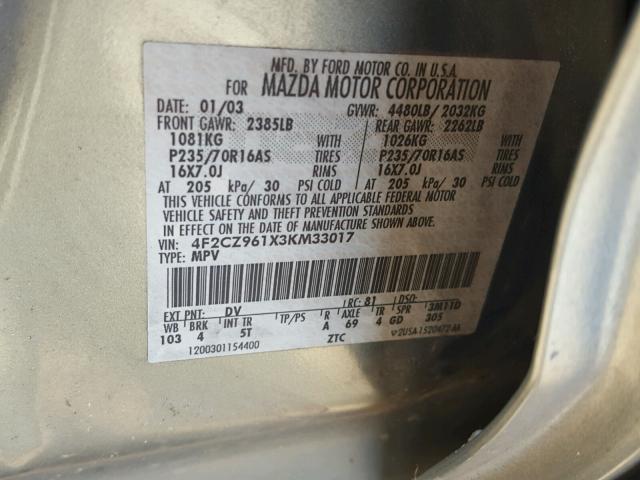 MFD. BY FORD MOTOR CO. IN U.S.A.
FOR MAZDA MOTOR CORPORATION
DATE: 01/03 GVWR: 4480LB/ 2032KG
FRONT GAWR: 2385LB REAR GAWR: 2262LB
1081KG WITH 1026KG WITH
P235/70R16AS TIRES P235/70R16AS TIRES
16X7.0J RIMS 16X7.0J RIMS
AT 205 kPa/ 30 PSI COLD AT 205 kPa/ 30 PSI COLD
THIS VEHICLE CONFORMS TO ALL APPLICABLE FEDERAL MOTOR
VEHICLE SAFETY AND THEFT PREVENTION STANDARDS
IN EFFECT ON THE DATE OF MANUFACTURE SHOWN ABOVE.
VIN: 4F2CZ961X3KM33017
TYPE: MPV
EXT PNT: DV RC: 81 DSO:
WB BRK INT TR TP/PS R AXLE TR SPR 3M11D
103 4 5T A 69 4 GD 305
1200301154400 ZTC